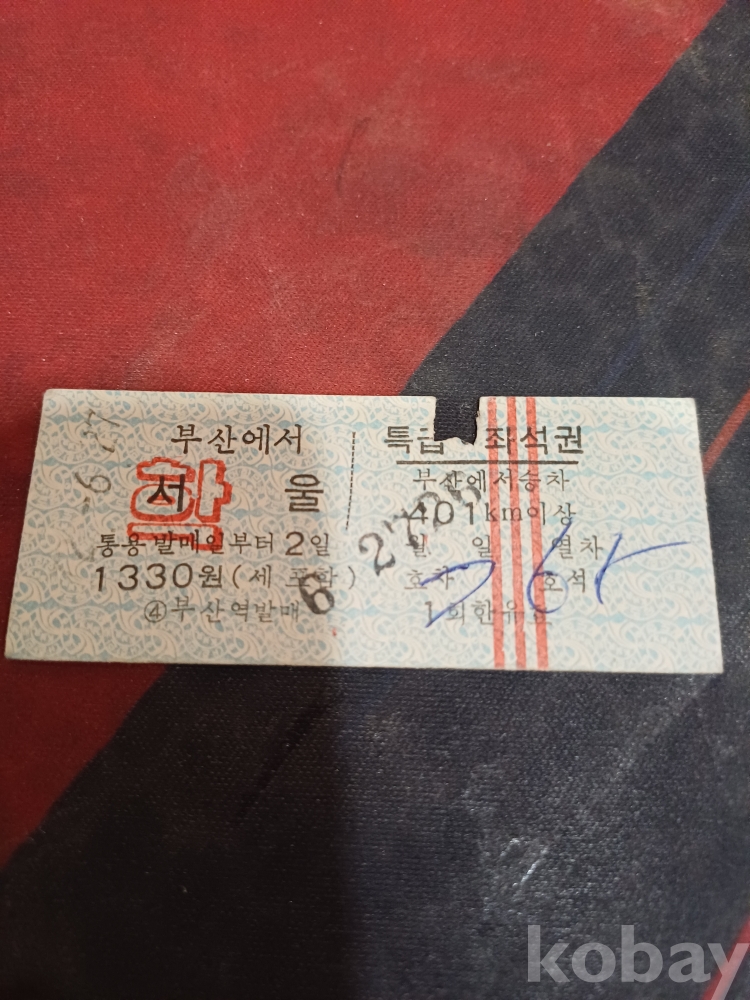 부산에서
서 울
할
통용 발매일부터 2일
1330원(세 포함)
④부산역발매
특급 좌석권
부산에서승차
401km이상
월 일 열차
호차 호석
1회한유효
6 27
kobay